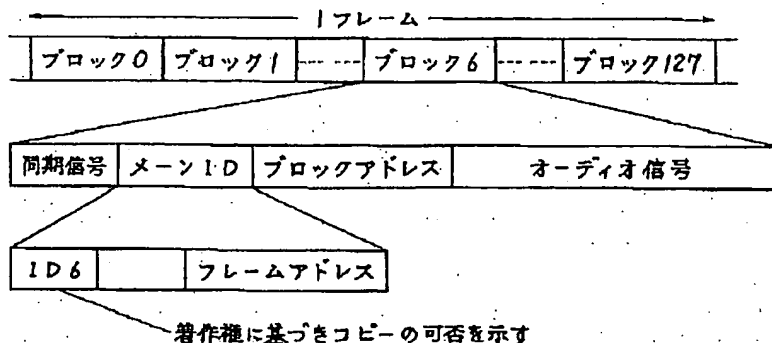 1フレーム
ブロック0 ブロック1 ブロック6 ブロック127
同期信号 メーンID ブロックアドレス オーディオ信号
ID6 フレームアドレス
著作権に基づきコピーの可否を示す